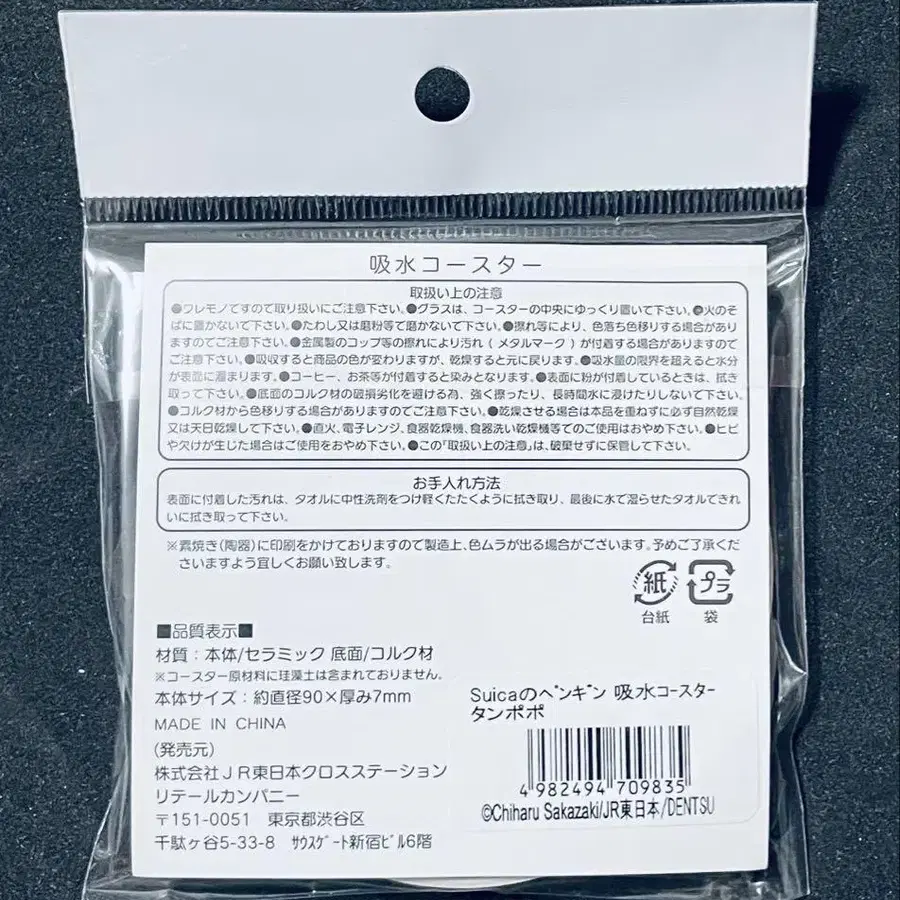 吸水コースター
取扱い上の注意
●ワレモノですので取り扱いにご注意下さい。●グラスは、コースターの中央にゆっくり置いて下さい。●火のそ
ばに置かないで下さい。●たわし又は磨粉等で磨かないで下さい。●擦れ等により、色落ち色移りする場合があり
ますのでご注意下さい。●金属製のコップ等の擦れにより汚れ(メタルマーク)が付着する場合がありますので
ご注意下さい。●吸収すると商品の色が変わりますが、乾燥すると元に戻ります。●吸水量の限界を超えると水分
が表面に溜まります。●コーヒー、お茶等が付着すると染みとなります。●表面に粉が付着しているときは、拭き
取って下さい。●底面のコルク材の破損劣化を避ける為、強く擦ったり、長時間水に浸けたりしないで下さい。
●コルク材から色移りする場合がありますのでご注意下さい。●乾燥させる場合は本品を重ねずに必ず自然乾燥
又は天日乾燥して下さい。●直火、電子レンジ、食器乾燥機、食器洗い乾燥機等でのご使用はおやめ下さい。●ヒビ
や欠けが生じた場合はご使用をおやめ下さい。●この「取扱い上の注意」は、破棄せずに保管して下さい。
お手入れ方法
表面に付着した汚れは、タオルに中性洗剤をつけ軽くたたくように拭き取り、最後に水で湿らせたタオルできれ
いに拭き取って下さい。
※素焼き(陶器)に印刷をかけておりますので製造上、色ムラが出る場合がございます。予めご了承くだ
さいますよう宜しくお願い致します。
紙
プラ
台紙
袋
■品質表示■
材質:本体/セラミック 底面/コルク材
※コースター原材料に珪藻土は含まれておりません。
本体サイズ:約直径90×厚み7mm
MADE IN CHINA
(発売元)
株式会社JR東日本クロスステーション
リテールカンパニー
〒151-0051 東京都渋谷区
千駄ヶ谷5-33-8 ｻｳｽｹﾞｰﾄ新宿ﾋﾞﾙ6階
Suicaのﾍﾟﾝｷﾞﾝ 吸水ｺｰｽﾀｰ
タンポポ
4 982494 709835
©Chiharu Sakazaki/JR東日本/DENTSU